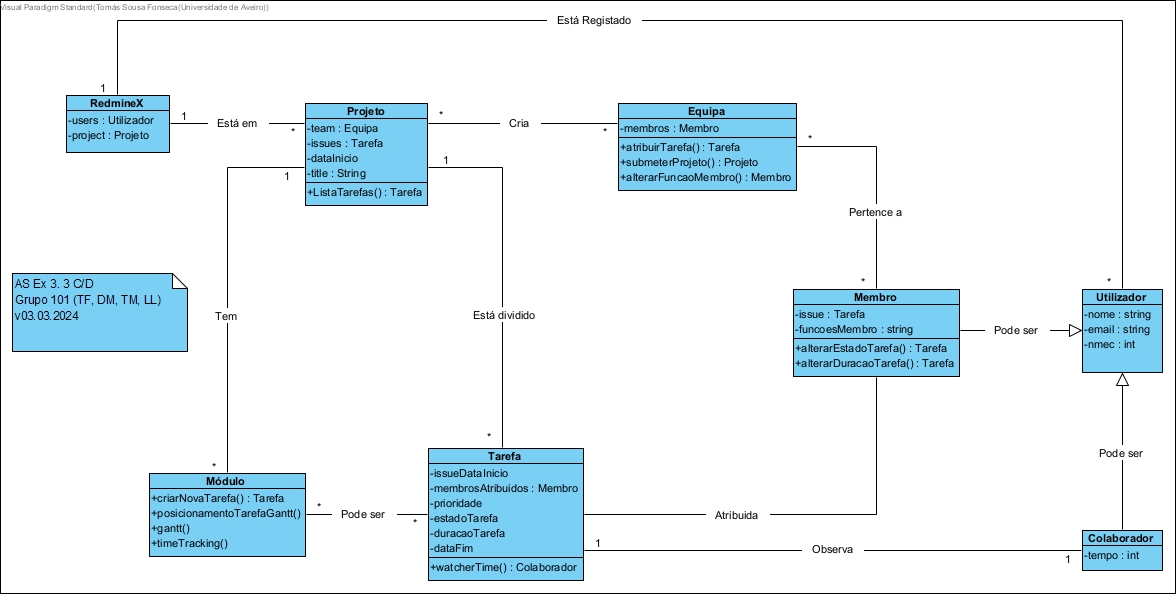 Visual Paradigm Standard(Tomás Sousa Fonseca(Universidade de Aveiro))
Está Registado
1
RedmineX
-users : Utilizador
-project : Projeto
1
Está em
*
Projeto
-team : Equipa
-issues : Tarefa
-dataInicio
-title : String
+ListaTarefas() : Tarefa
*
Cria
*
Equipa
-membros : Membro
+atribuirTarefa() : Tarefa
+submeterProjeto() : Projeto
+alterarFuncaoMembro() : Membro
*
1
1
Pertence a
*
*
AS Ex 3. 3 C/D
Grupo 101 (TF, DM, TM, LL)
v03.03.2024
Tem
Está dividido
Membro
-issue : Tarefa
-funcoesMembro : string
+alterarEstadoTarefa() : Tarefa
+alterarDuracaoTarefa() : Tarefa
Pode ser
Utilizador
-nome : string
-email : string
-nmec : int
*
*
Módulo
+criarNovaTarefa() : Tarefa
+posicionamentoTarefaGantt()
+gantt()
+timeTracking()
*
Pode ser
*
Tarefa
-issueDataInicio
-membrosAtribuidos : Membro
-prioridade
-estadoTarefa
-duracaoTarefa
-dataFim
+watcherTime() : Colaborador
Atribuida
1
Observa
1
Pode ser
Colaborador
-tempo : int